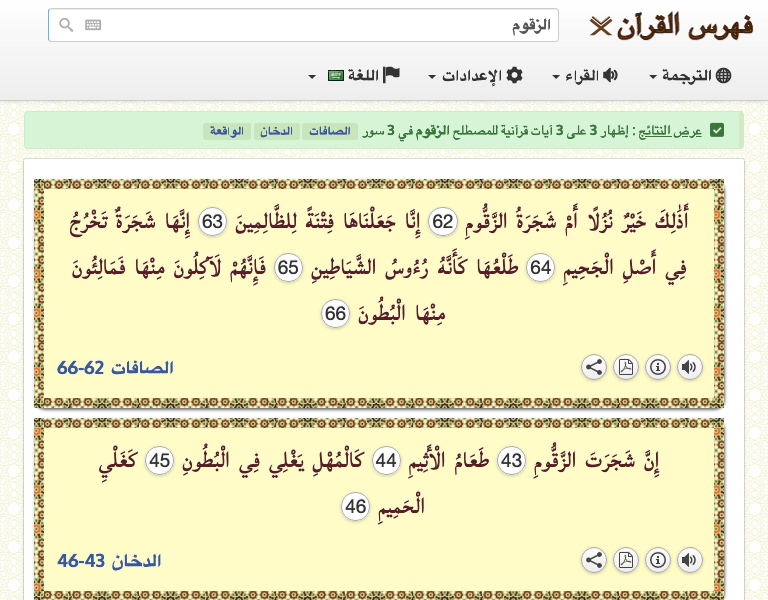 فهرس القرآن
الزقوم
الترجمة
القراء
الإعدادات
اللغة
عرض النتائج : إظهار 3 على 3 آيات قرآنية للمصطلح الزقوم في 3 سور الصافات الدخان الواقعة
أَذَٰلِكَ خَيْرٌ نُزُلًا أَمْ شَجَرَةُ الزَّقُّومِ 62 إِنَّا جَعَلْنَاهَا فِتْنَةً لِلظَّالِمِينَ 63 إِنَّهَا شَجَرَةٌ تَخْرُجُ
فِي أَصْلِ الْجَحِيمِ 64 طَلْعُهَا كَأَنَّهُ رُءُوسُ الشَّيَاطِينِ 65 فَإِنَّهُمْ لَآكِلُونَ مِنْهَا فَمَالِئُونَ
مِنْهَا الْبُطُونَ 66
الصافات 62-66
إِنَّ شَجَرَتَ الزَّقُّومِ 43 طَعَامُ الْأَثِيمِ 44 كَالْمُهْلِ يَغْلِي فِي الْبُطُونِ 45 كَغَلْيِ
الْحَمِيمِ 46
الدخان 43-46